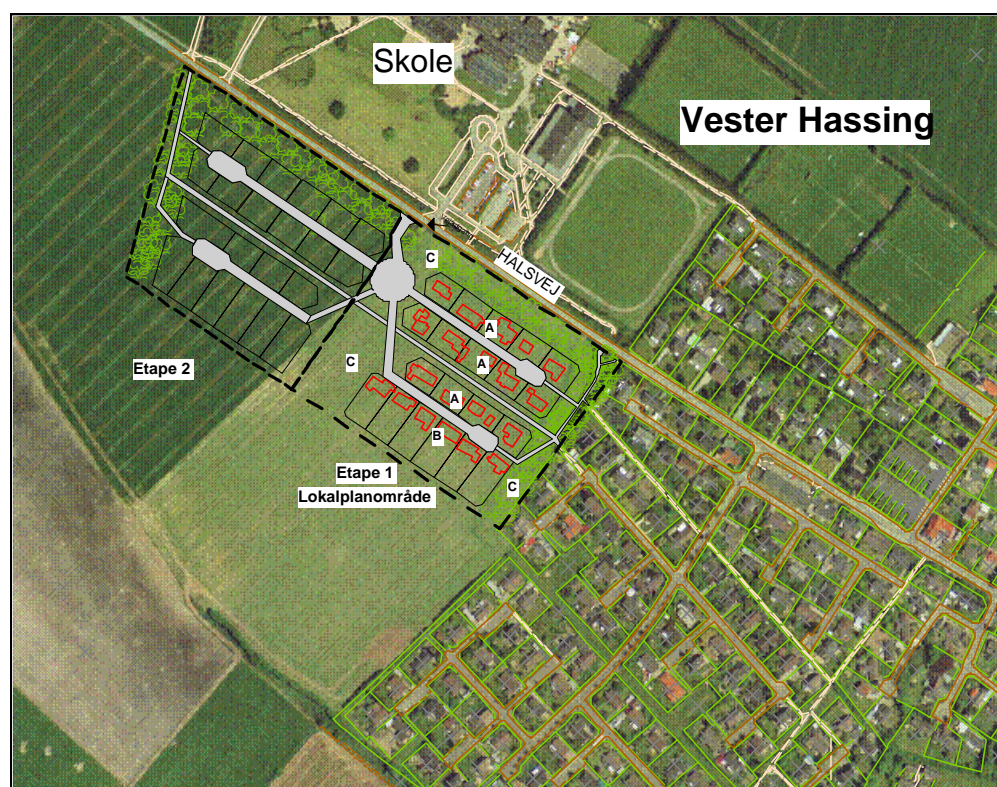 Skole
Vester Hassing
HALSVEJ
C
A
A
C
Etape 2
A
B
Etape 1
C
Lokalplanområde